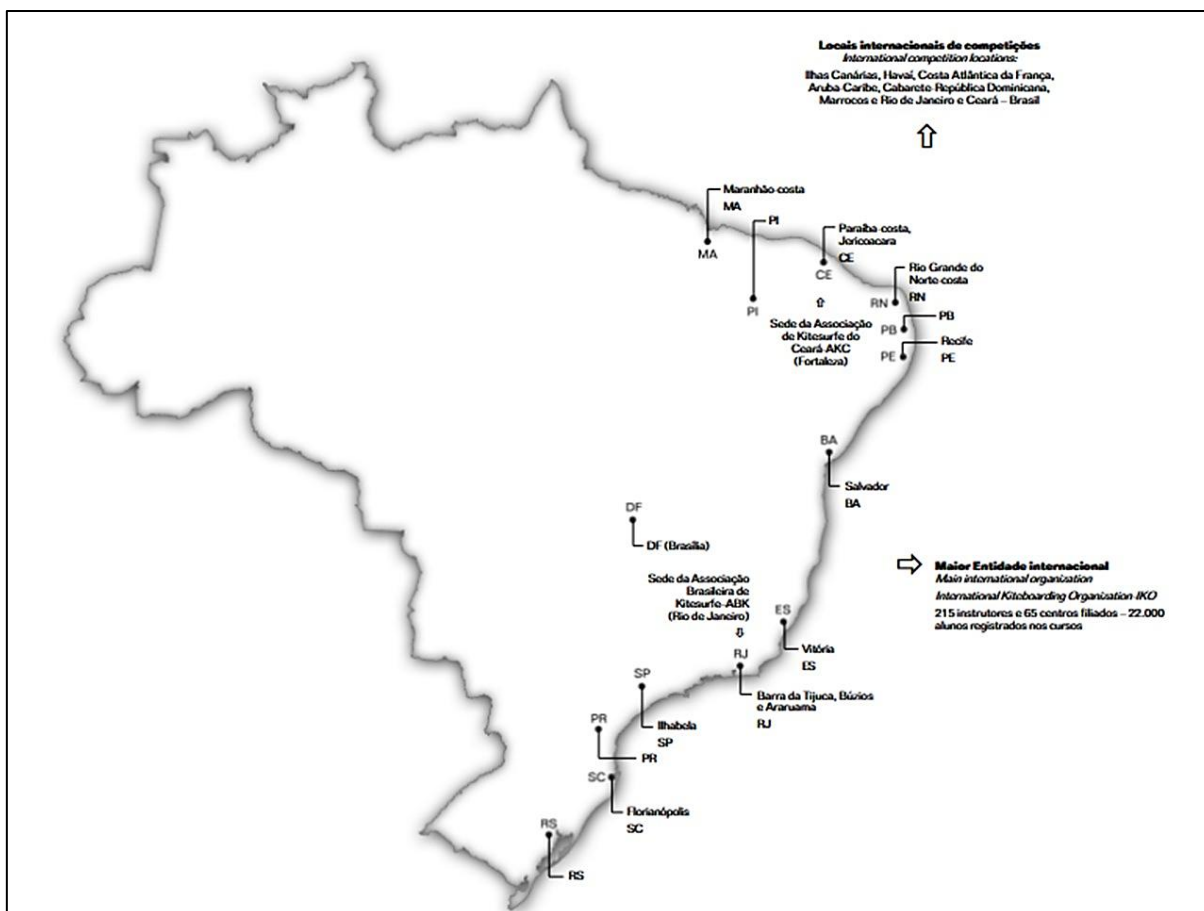 Locais internacionais de competições
International competition locations:
Ilhas Canárias, Havaí, Costa Atlântica da França,
Aruba-Caribe, Cabarete-República Dominicana,
Marrocos e Rio de Janeiro e Ceará – Brasil
Maranhão-costa
MA
MA
PI
PI
Paraíba-costa,
Jericoacara
CE
CE
Rio Grande do
Norte-costa
RN
RN
Sede da Associação
de Kitesurfe do
Ceará-AKC
(Fortaleza)
PB
PB
Recife
PE
PE
BA
Salvador
BA
DF
DF (Brasília)
Maior Entidade internacional
Main international organization
International Kiteboarding Organization-IKO
215 instrutores e 65 centros filiados – 22.000
alunos registrados nos cursos
Sede da Associação
Brasileira de
Kitesurfe-ABK
(Rio de Janeiro)
ES
Vitória
ES
RJ
Barra da Tijuca, Búzios
e Araruama
RJ
SP
Ilhabela
SP
PR
PR
SC
Florianópolis
SC
RS
RS